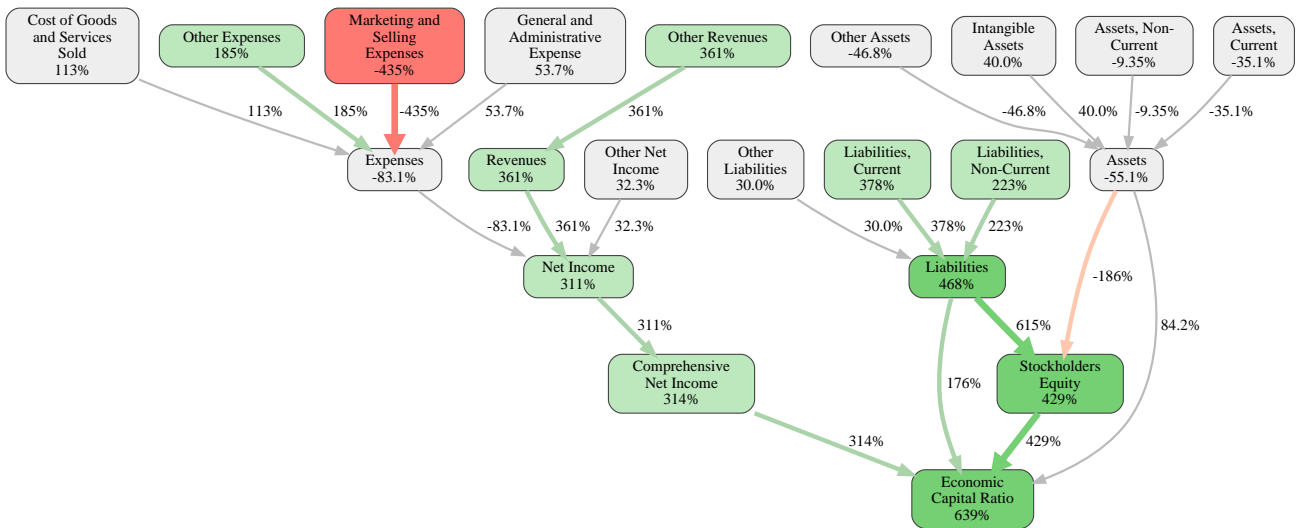 Cost of Goods
and Services
Sold
113%
Other Expenses
185%
Marketing and
Selling
Expenses
-435%
General and
Administrative
Expense
53.7%
Other Revenues
361%
Other Assets
-46.8%
Intangible
Assets
40.0%
Assets, Non-
Current
-9.35%
Assets,
Current
-35.1%
113%
185%
-435%
53.7%
361%
-46.8%
40.0%
-9.35%
-35.1%
Expenses
-83.1%
Revenues
361%
Other Net
Income
32.3%
Other
Liabilities
30.0%
Liabilities,
Current
378%
Liabilities,
Non-Current
223%
Assets
-55.1%
-83.1%
361%
32.3%
30.0%
378%
223%
Net Income
311%
Liabilities
468%
-186%
311%
615%
84.2%
Comprehensive
Net Income
314%
176%
Stockholders
Equity
429%
314%
429%
Economic
Capital Ratio
639%